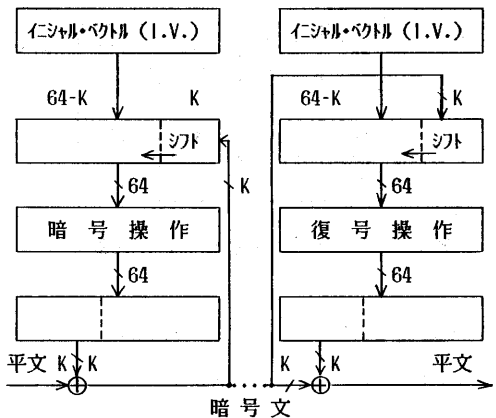 イニシャル・ベクトル (I.V.)
64-K K
シフト
64
K
暗号操作
64
平文 K K
イニシャル・ベクトル (I.V.)
64-K K
シフト
64
復号操作
64
K K 平文
暗号文